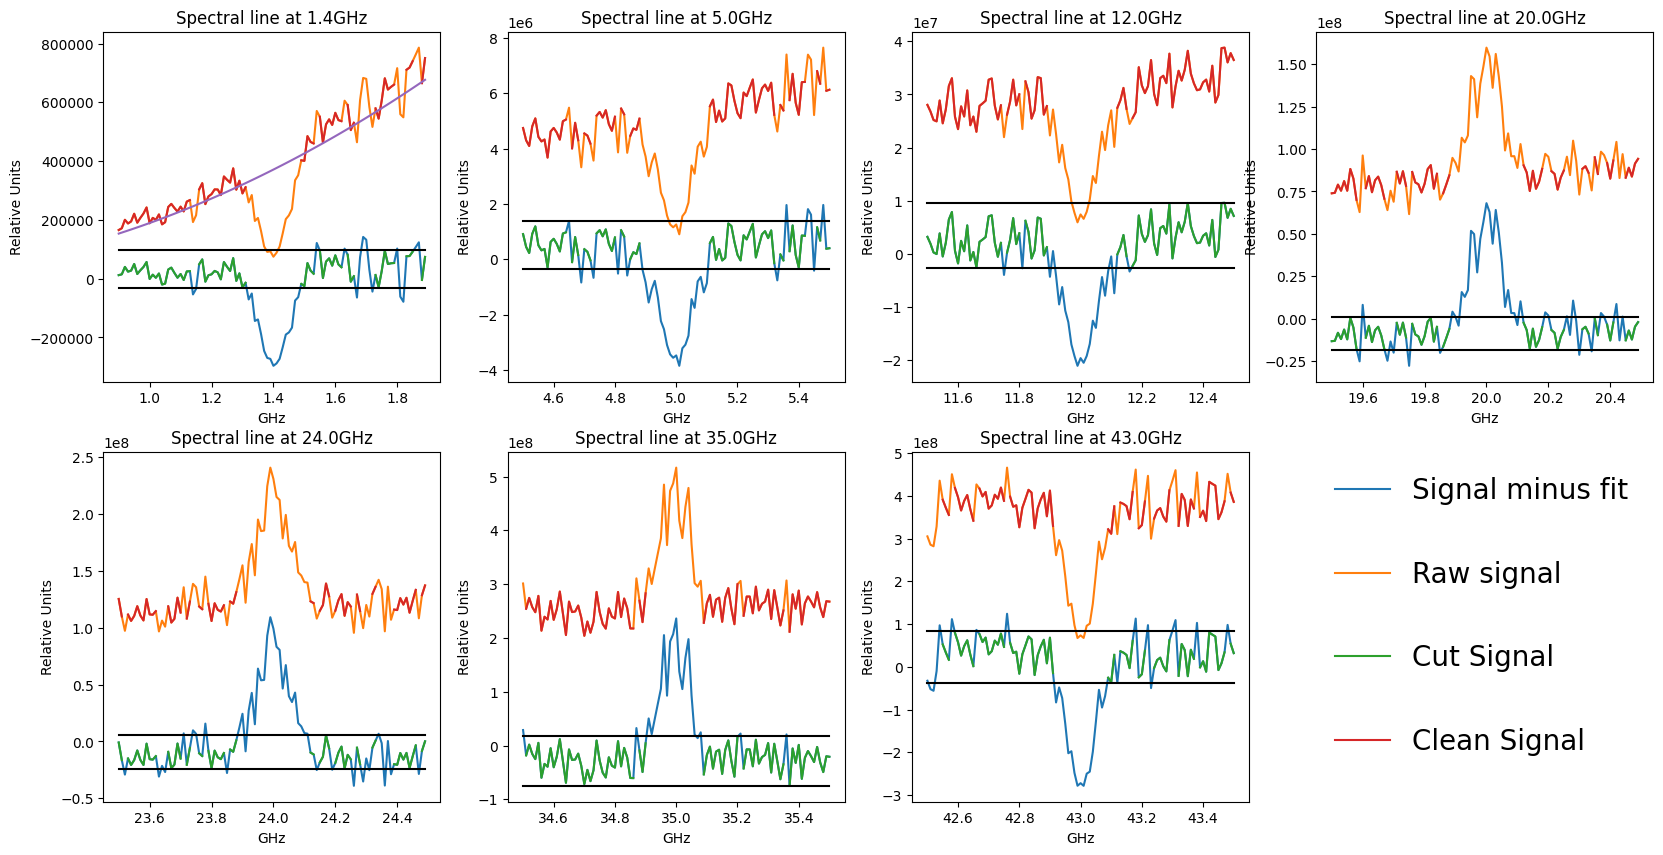 Spectral line at 1.4GHz
800000
600000
400000
200000
0
−200000
Relative Units
1.0 1.2 1.4 1.6 1.8
GHz
Spectral line at 5.0GHz
1e6
8
6
4
2
0
−2
−4
Relative Units
4.6 4.8 5.0 5.2 5.4
GHz
Spectral line at 12.0GHz
1e7
4
3
2
1
0
−1
−2
Relative Units
11.6 11.8 12.0 12.2 12.4
GHz
Spectral line at 20.0GHz
1e8
1.50
1.25
1.00
0.75
0.50
0.25
0.00
−0.25
Relative Units
19.6 19.8 20.0 20.2 20.4
GHz
Spectral line at 24.0GHz
1e8
2.5
2.0
1.5
1.0
0.5
0.0
−0.5
Relative Units
23.6 23.8 24.0 24.2 24.4
GHz
Spectral line at 35.0GHz
1e8
5
4
3
2
1
0
−1
Relative Units
34.6 34.8 35.0 35.2 35.4
GHz
Spectral line at 43.0GHz
1e8
5
4
3
2
1
0
−1
−2
−3
Relative Units
42.6 42.8 43.0 43.2 43.4
GHz
Signal minus fit
Raw signal
Cut Signal
Clean Signal